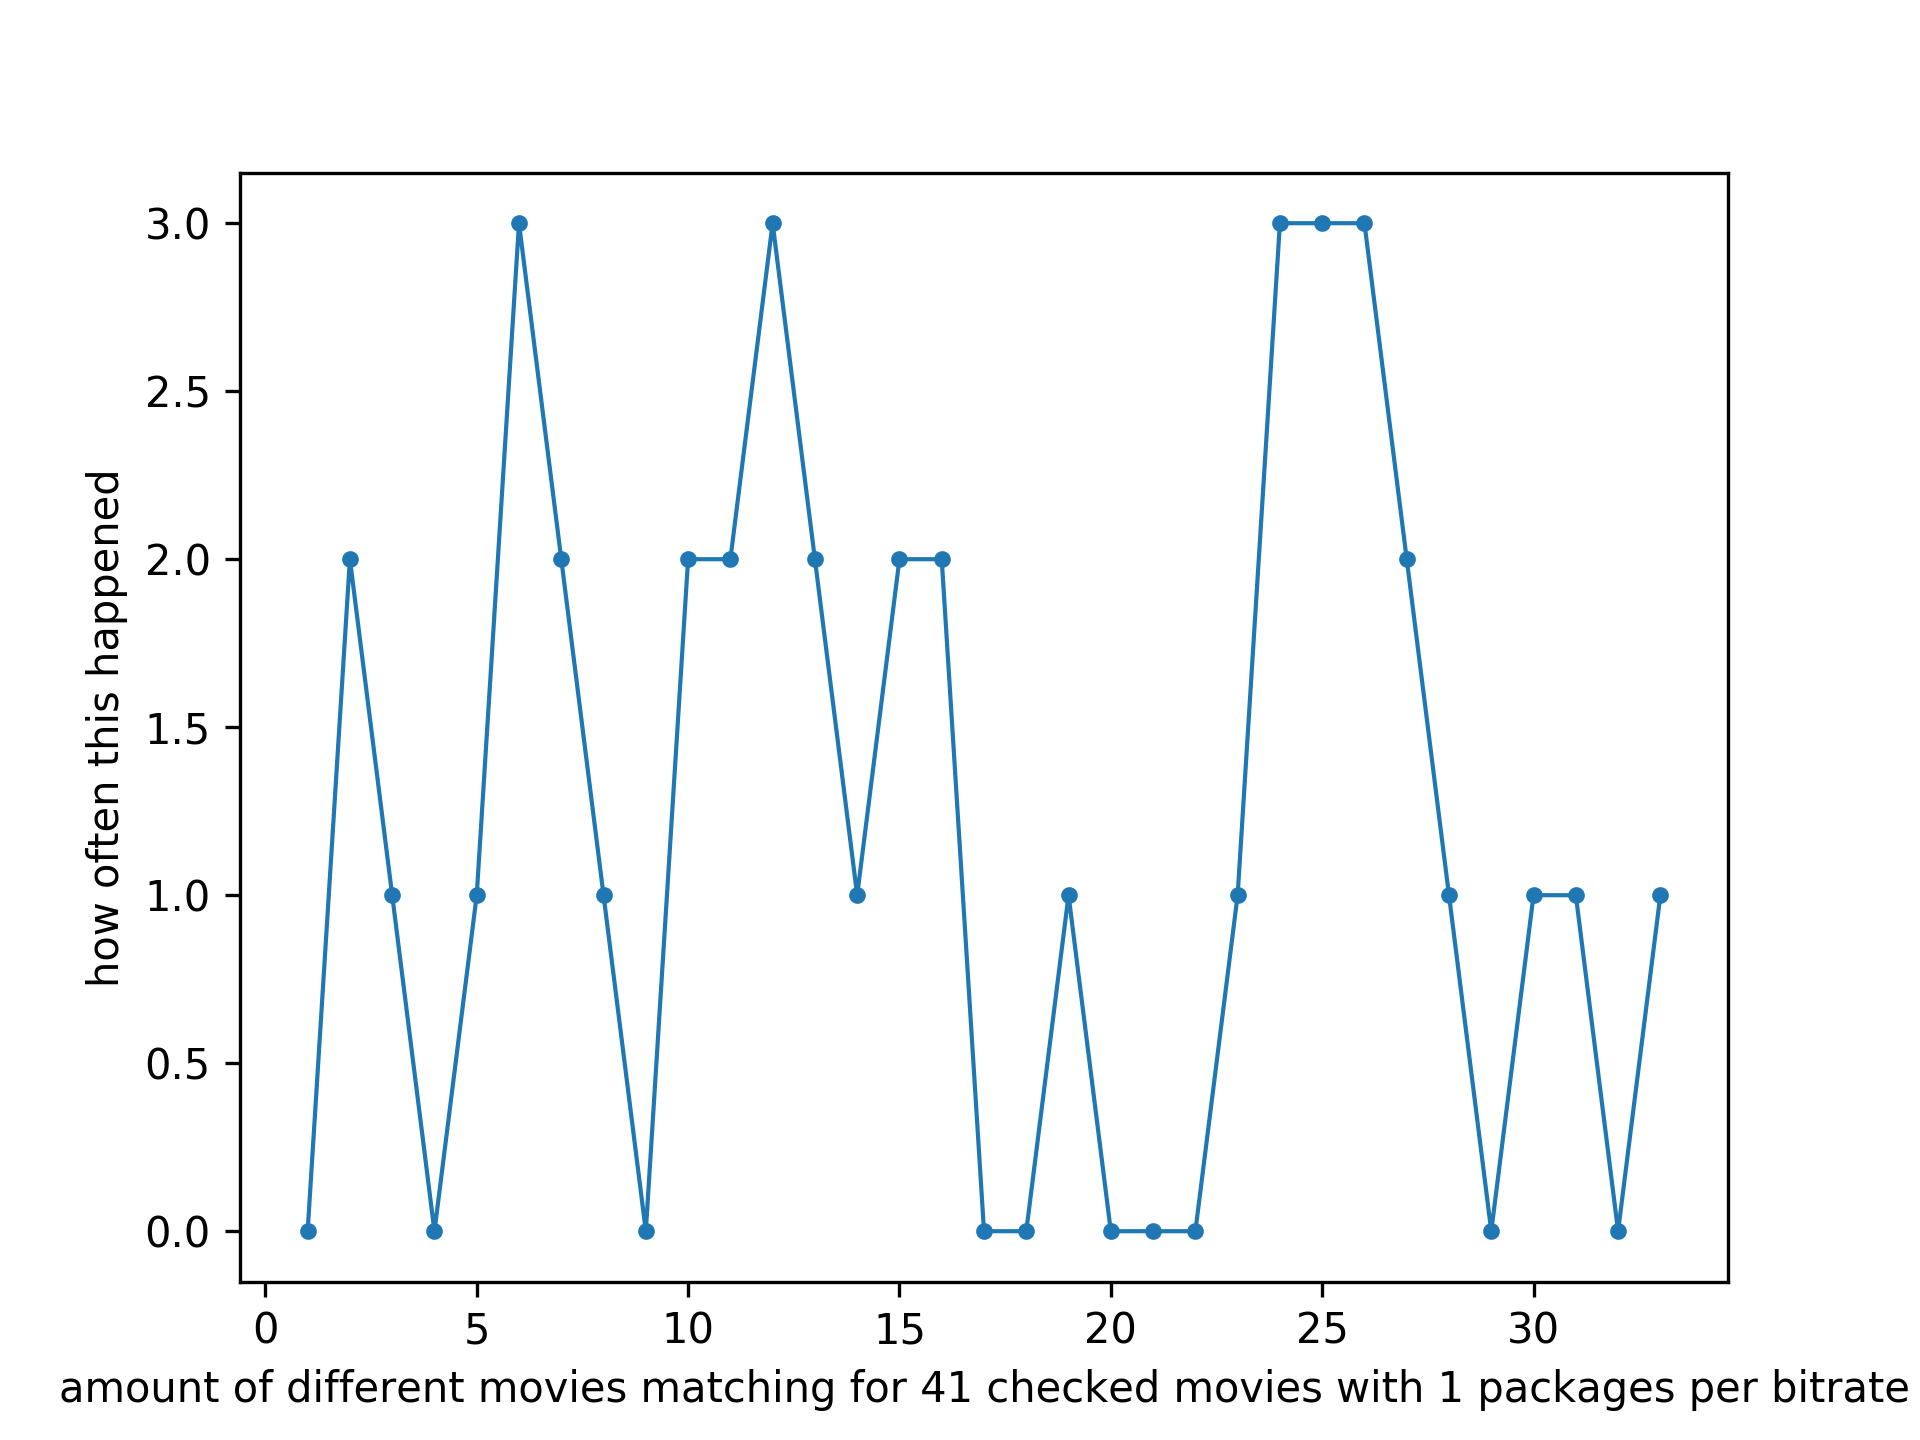 3.0
2.5
2.0
1.5
1.0
0.5
0.0
how often this happened
0 5 10 15 20 25 30
amount of different movies matching for 41 checked movies with 1 packages per bitrate